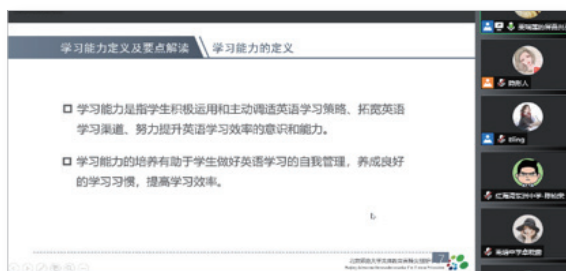 学习能力定义及要点解读
学习能力的定义
学习能力是指学生积极运用和主动调适英语学习策略、拓宽英语
学习渠道、努力提升英语学习效率的意识和能力。
学习能力的培养有助于学生做好英语学习的自我管理，养成良好
的学习习惯，提高学习效率。
7
隐形人
Bing